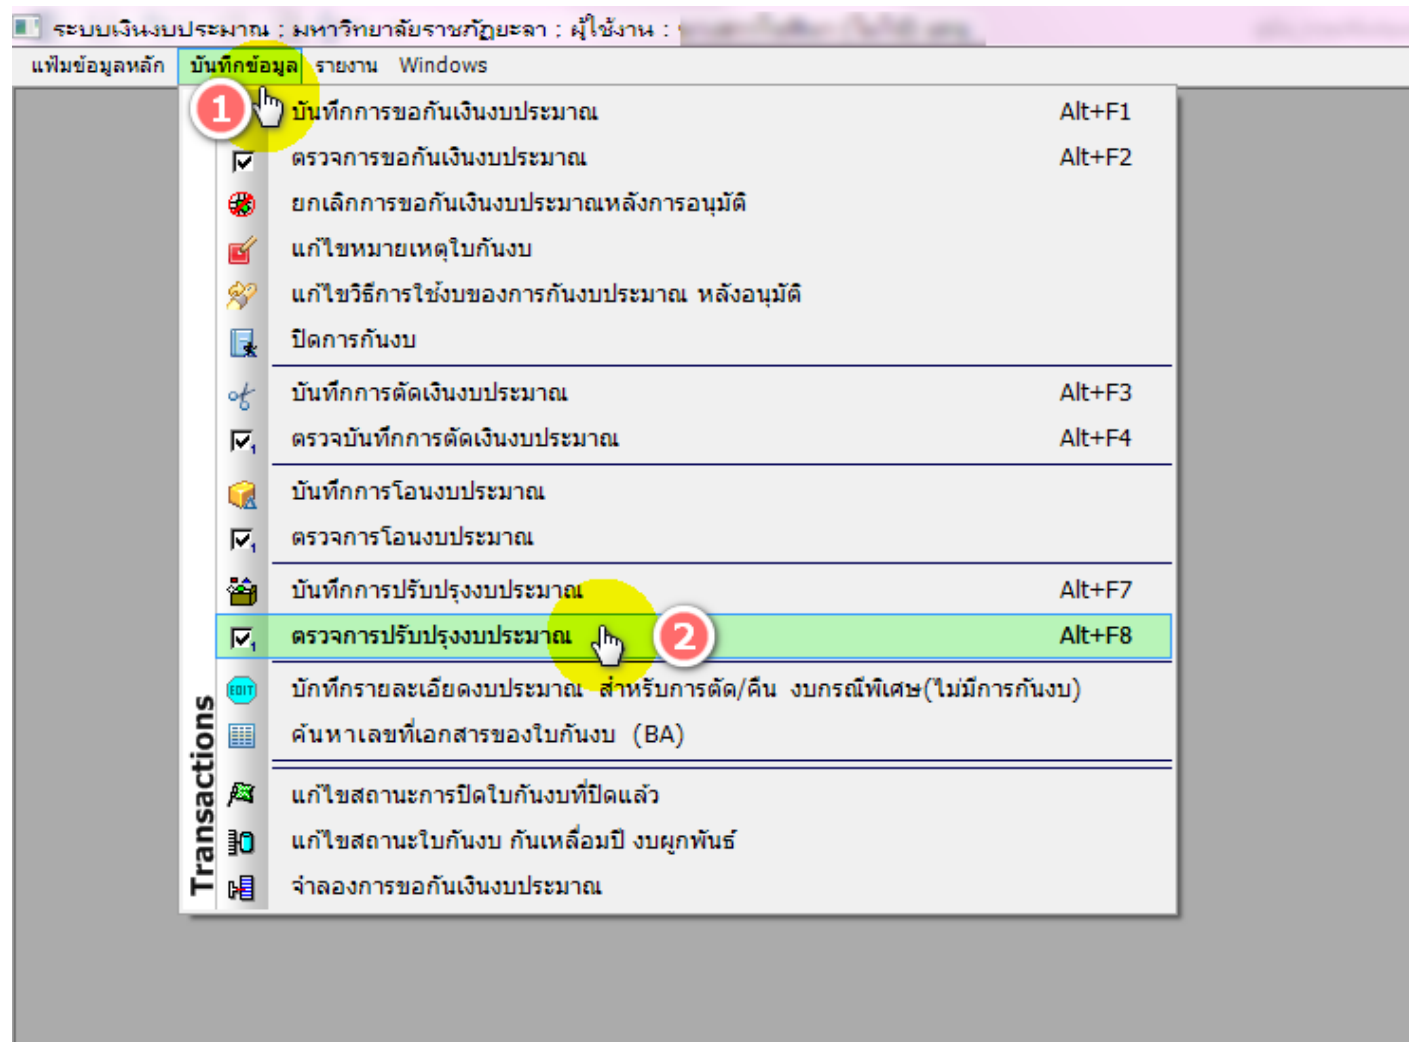 ระบบเงินงบประมาณ ; มหาวิทยาลัยราชภัฏยะลา ; ผู้ใช้งาน :
แฟ้มข้อมูลหลัก บันทึกข้อมูล รายงาน Windows
1
บันทึกการขอกันเงินงบประมาณ Alt+F1
ตรวจการขอกันเงินงบประมาณ Alt+F2
ยกเลิกการขอกันเงินงบประมาณหลังการอนุมัติ
แก้ไขหมายเหตุใบกันงบ
แก้ไขวิธีการใช้งบของการกันงบประมาณ หลังอนุมัติ
ปิดการกันงบ
บันทึกการตัดเงินงบประมาณ Alt+F3
ตรวจบันทึกการตัดเงินงบประมาณ Alt+F4
บันทึกการโอนงบประมาณ
ตรวจการโอนงบประมาณ
บันทึกการปรับปรุงงบประมาณ Alt+F7
ตรวจการปรับปรุงงบประมาณ 2 Alt+F8
EDIT บักทึกรายละเอียดงบประมาณ สำหรับการตัด/คืน งบกรณีพิเศษ(ไม่มีการกันงบ)
ค้นหาเลขที่เอกสารของใบกันงบ (BA)
แก้ไขสถานะการปิดใบกันงบที่ปิดแล้ว
แก้ไขสถานะใบกันงบ กันเหลื่อมปี งบผูกพันธ์
จำลองการขอกันเงินงบประมาณ
Transactions